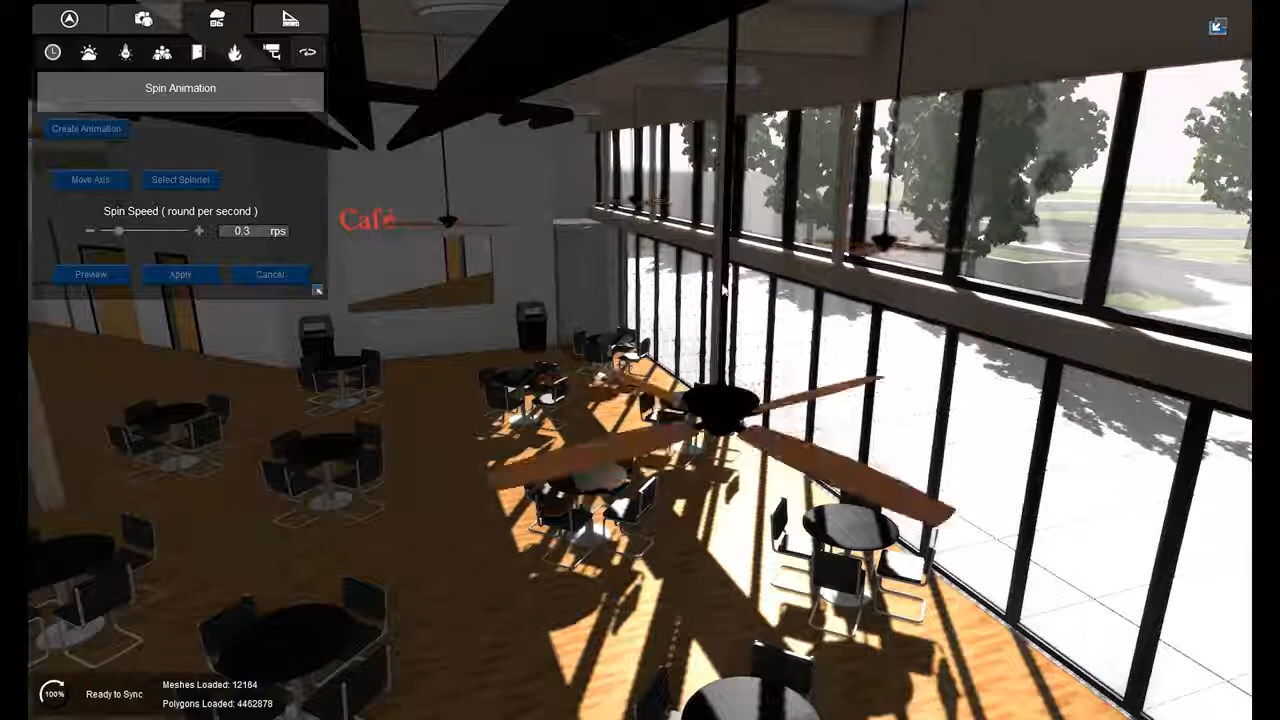 Spin Animation
Create Animation
Move Axis
Select Spinner
Spin Speed ( round per second )
0.3 rps
Preview
Apply
Cancel
Café
100%
Ready to Sync
Meshes Loaded: 12164
Polygons Loaded: 4462878